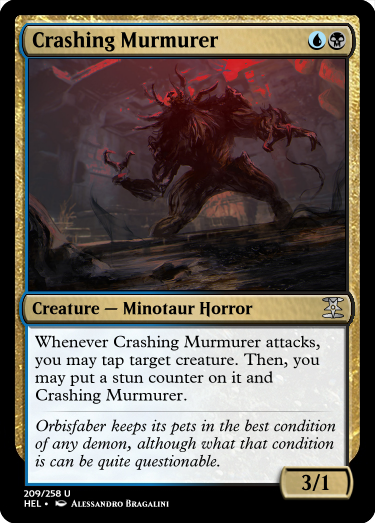 Crashing Murmurer
Creature — Minotaur Horror
Whenever Crashing Murmurer attacks,
you may tap target creature. Then, you
may put a stun counter on it and
Crashing Murmurer.
Orbisfaber keeps its pets in the best condition
of any demon, although what that condition
is can be quite questionable.
3/1
209/258 U
HEL • Alessandro Bragalini